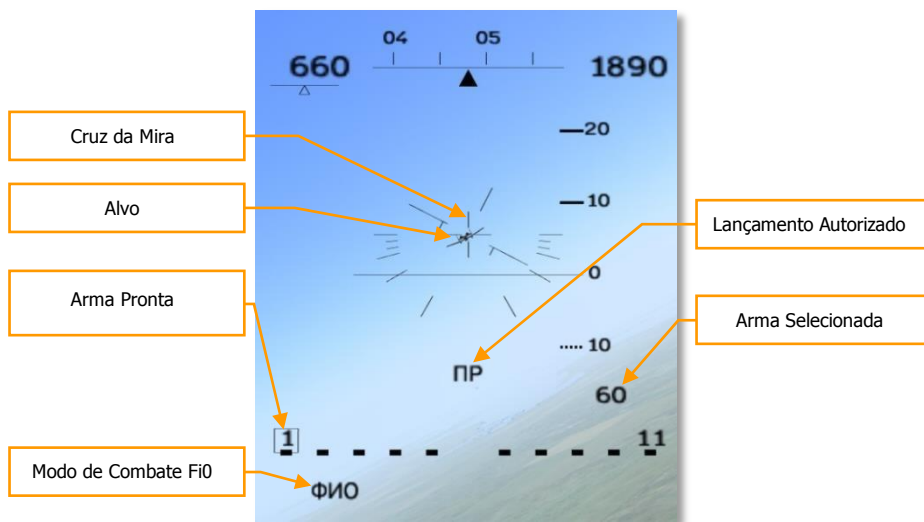 04 05
660 1890
20
Cruz da Mira
10
Alvo
Lançamento Autorizado
0
Arma Pronta
Arma Selecionada
10
ПР
60
1 11
Modo de Combate Fi0
ФИО